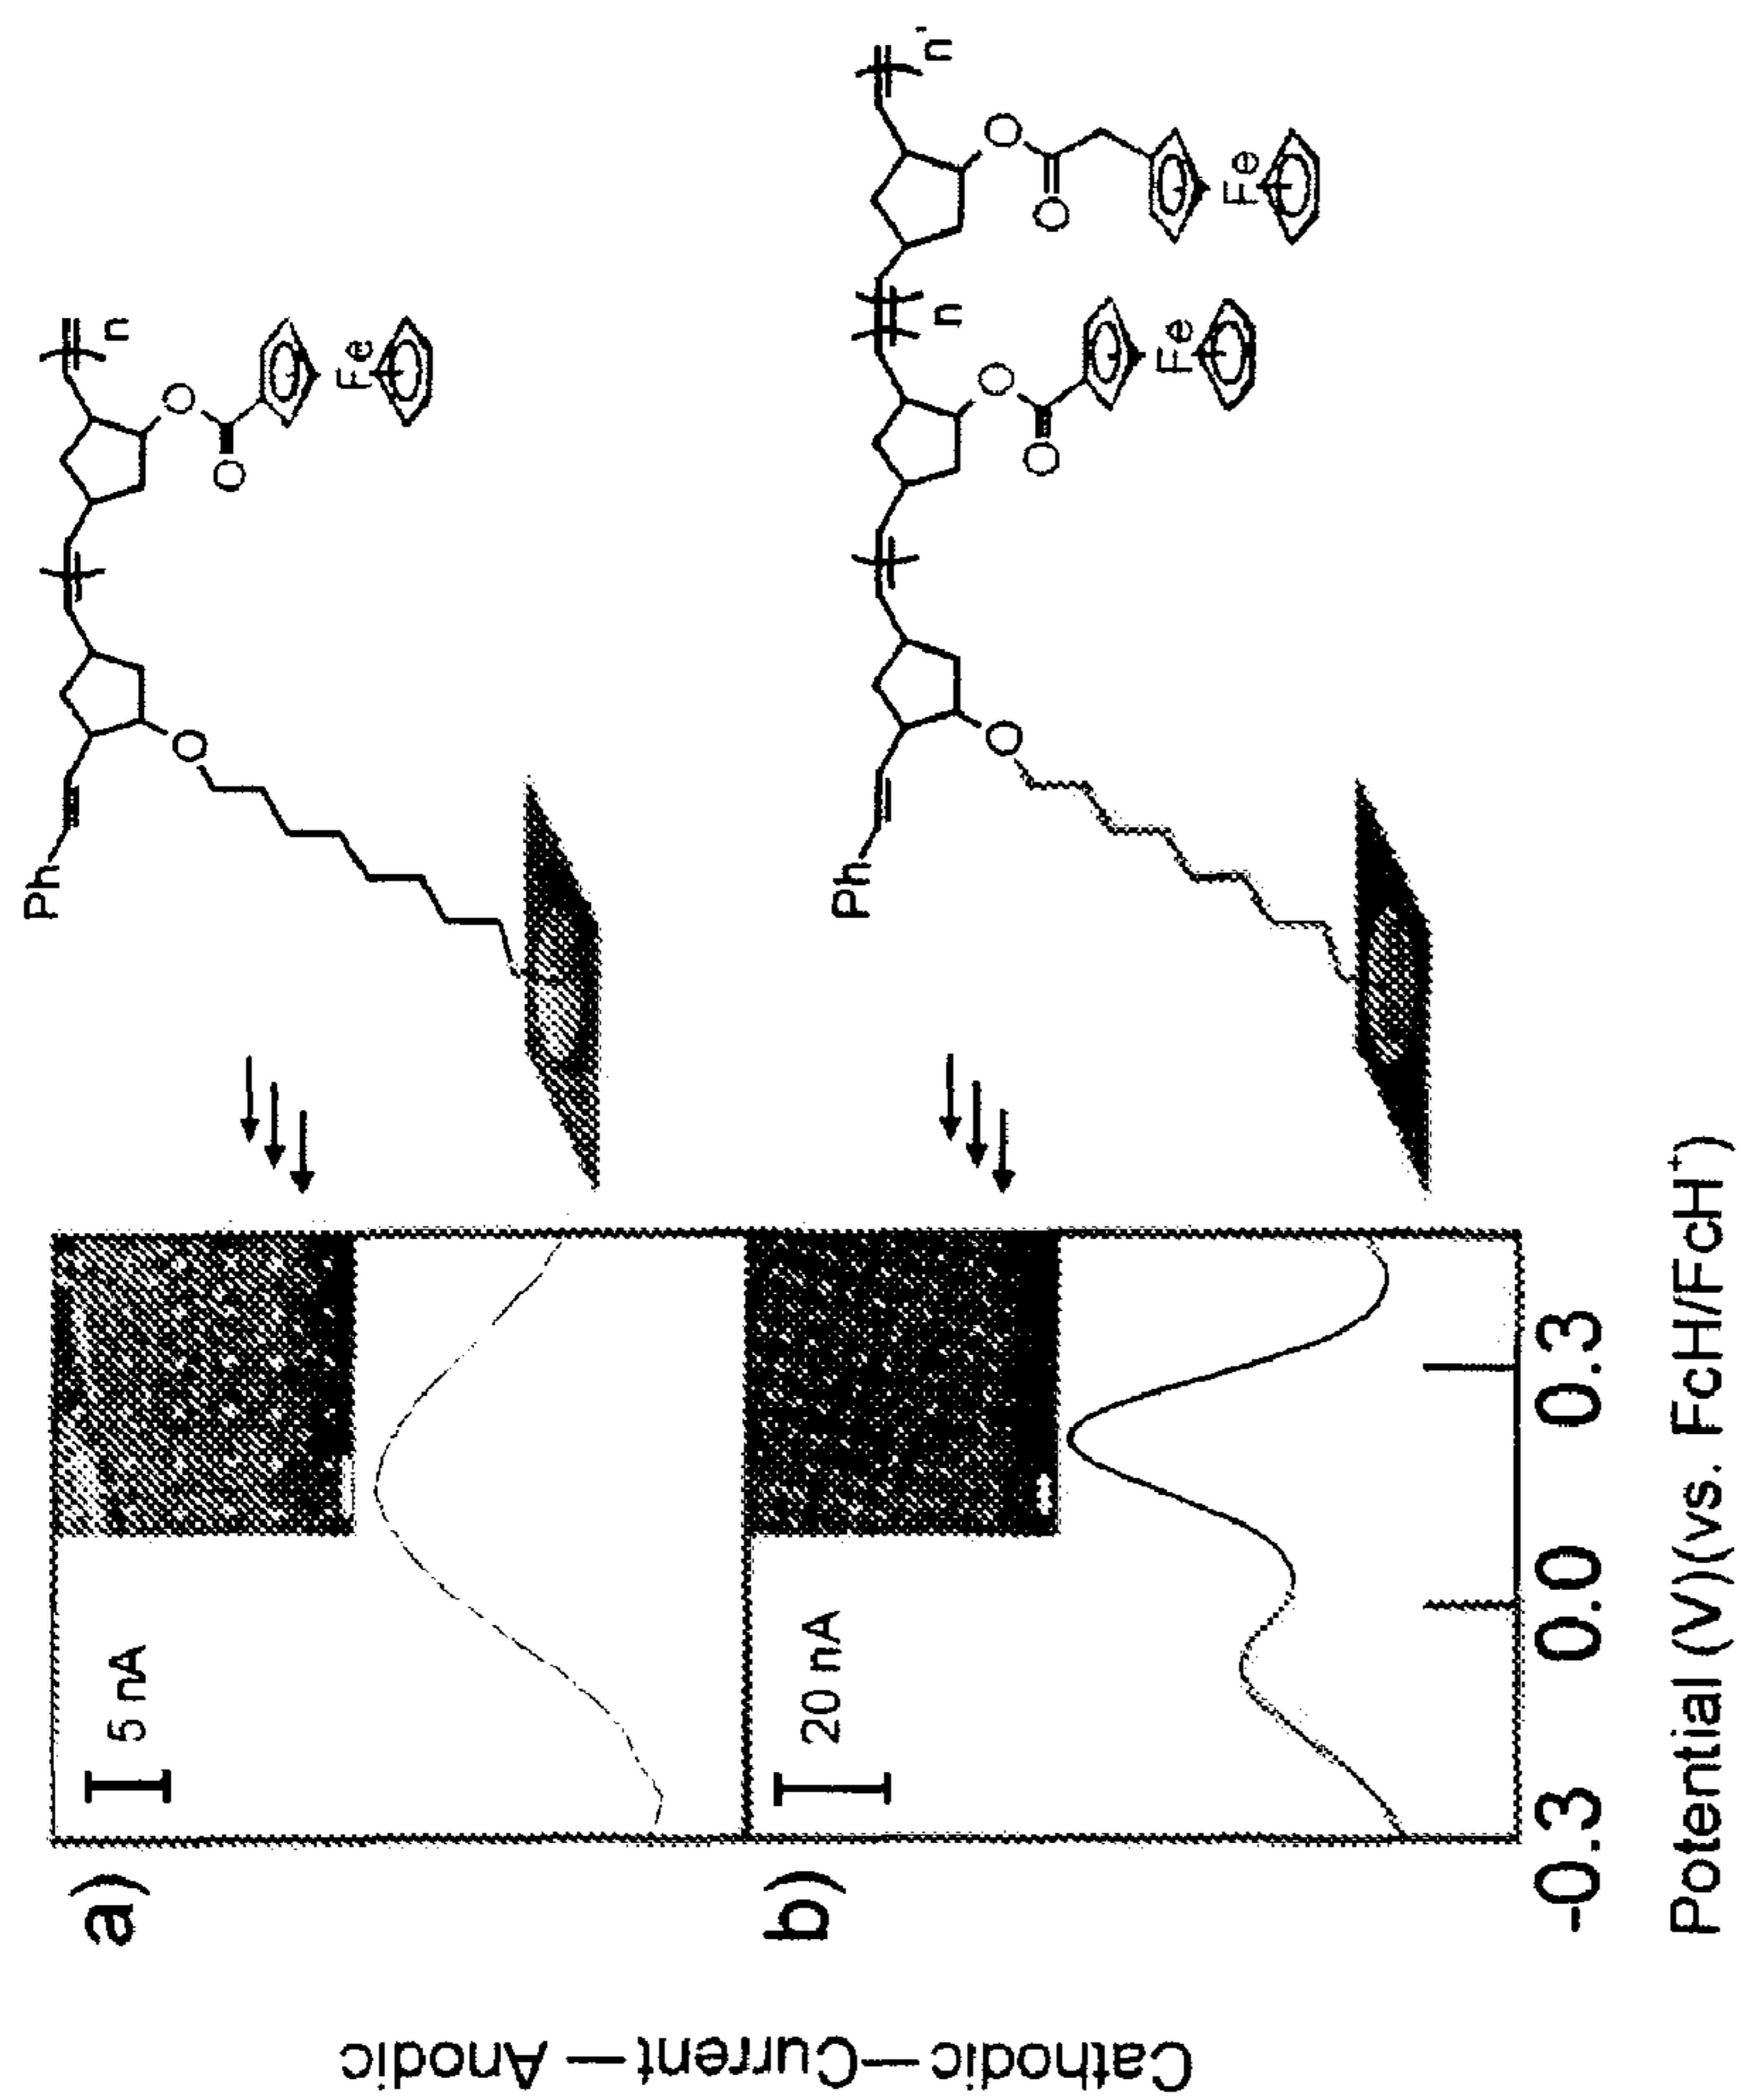 a)
5 nA
Ph
O
O
O
Fe
n
b)
20 nA
Ph
O
O
O
Fe
n
O
O
Fe
n'
-0.3 0.0 0.3
Potential (V)(vs. FcH/FcH⁺)
Cathodic—Current—Anodic